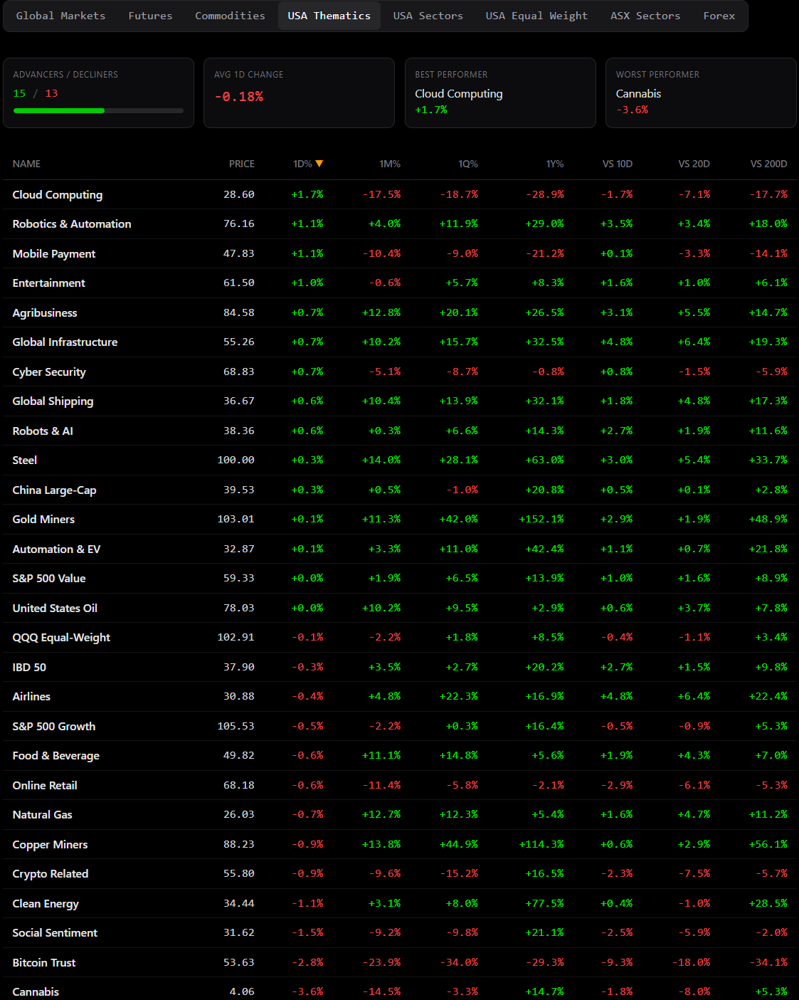 Global Markets Futures Commodities USA Thematics USA Sectors USA Equal Weight ASX Sectors Forex
ADVANCERS / DECLINERS
15 / 13
AVG 1D CHANGE
-0.18%
BEST PERFORMER
Cloud Computing
+1.7%
WORST PERFORMER
Cannabis
-3.6%
NAME PRICE 1D% ▼ 1M% 1Q% 1Y% VS 10D VS 20D VS 200D
Cloud Computing 28.60 +1.7% -17.5% -18.7% -28.9% -1.7% -7.1% -17.7%
Robotics & Automation 76.16 +1.1% +4.0% +11.9% +29.0% +3.5% +3.4% +18.0%
Mobile Payment 47.83 +1.1% -10.4% -9.0% -21.2% +0.1% -3.3% -14.1%
Entertainment 61.50 +1.0% -0.6% +5.7% +8.3% +1.6% +1.0% +6.1%
Agribusiness 84.58 +0.7% +12.8% +20.1% +26.5% +3.1% +5.5% +14.7%
Global Infrastructure 55.26 +0.7% +10.2% +15.7% +32.5% +4.8% +6.4% +19.3%
Cyber Security 68.83 +0.7% -5.1% -8.7% -0.8% +0.8% -1.5% -5.9%
Global Shipping 36.67 +0.6% +10.4% +13.9% +32.1% +1.8% +4.8% +17.3%
Robots & AI 38.36 +0.6% +0.3% +6.6% +14.3% +2.7% +1.9% +11.6%
Steel 100.00 +0.3% +14.0% +28.1% +63.0% +3.0% +5.4% +33.7%
China Large-Cap 39.53 +0.3% +0.5% -1.0% +20.8% +0.5% +0.1% +2.8%
Gold Miners 103.01 +0.1% +11.3% +42.0% +152.1% +2.9% +1.9% +48.9%
Automation & EV 32.87 +0.1% +3.3% +11.0% +42.4% +1.1% +0.7% +21.8%
S&P 500 Value 59.33 +0.0% +1.9% +6.5% +13.9% +1.0% +1.6% +8.9%
United States Oil 78.03 +0.0% +10.2% +9.5% +2.9% +0.6% +3.7% +7.8%
QQQ Equal-Weight 102.91 -0.1% -2.2% +1.8% +8.5% -0.4% -1.1% +3.4%
IBD 50 37.90 -0.3% +3.5% +2.7% +20.2% +2.7% +1.5% +9.8%
Airlines 30.88 -0.4% +4.8% +22.3% +16.9% +4.8% +6.4% +22.4%
S&P 500 Growth 105.53 -0.5% -2.2% +0.3% +16.4% -0.5% -0.9% +5.3%
Food & Beverage 49.82 -0.6% +11.1% +14.8% +5.6% +1.9% +4.3% +7.0%
Online Retail 68.18 -0.6% -11.4% -5.8% -2.1% -2.9% -6.1% -5.3%
Natural Gas 26.03 -0.7% +12.7% +12.3% +5.4% +1.6% +4.7% +11.2%
Copper Miners 88.23 -0.9% +13.8% +44.9% +114.3% +0.6% +2.9% +56.1%
Crypto Related 55.80 -0.9% -9.6% -15.2% +16.5% -2.3% -7.5% -5.7%
Clean Energy 34.44 -1.1% +3.1% +8.0% +77.5% +0.4% -1.0% +28.5%
Social Sentiment 31.62 -1.5% -9.2% -9.8% +21.1% -2.5% -5.9% -2.0%
Bitcoin Trust 53.63 -2.8% -23.9% -34.0% -29.3% -9.3% -18.0% -34.1%
Cannabis 4.06 -3.6% -14.5% -3.3% +14.7% -1.8% -8.0% +5.3%